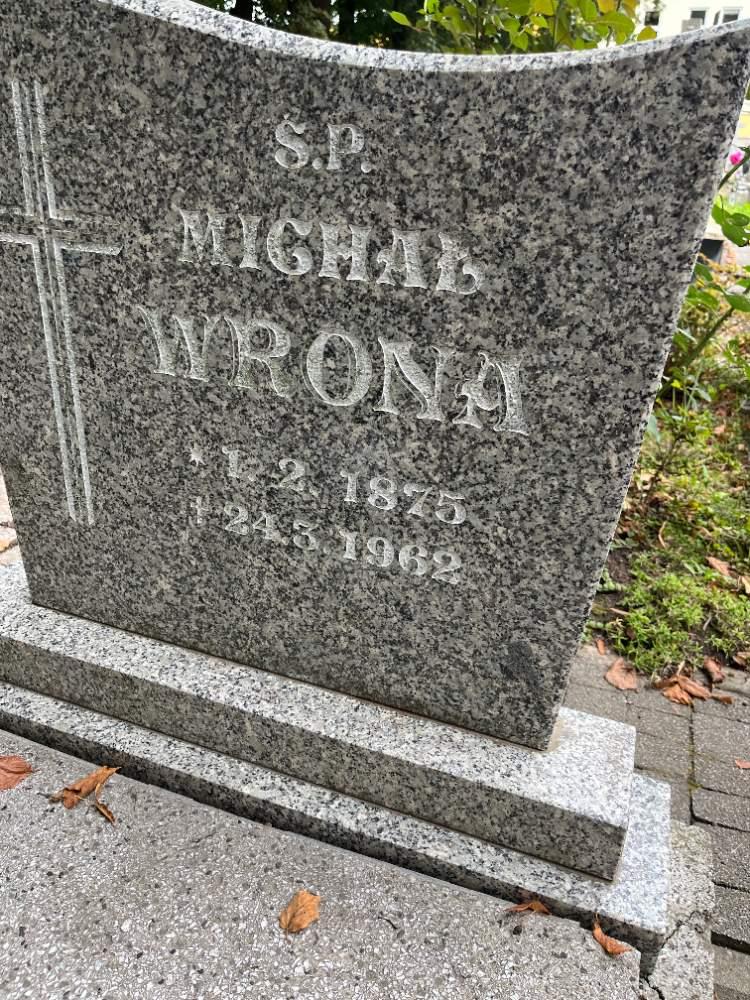 Ś.P.
MICHAŁ
WRONA
* 1. 2. 1875
† 24.3. 1962